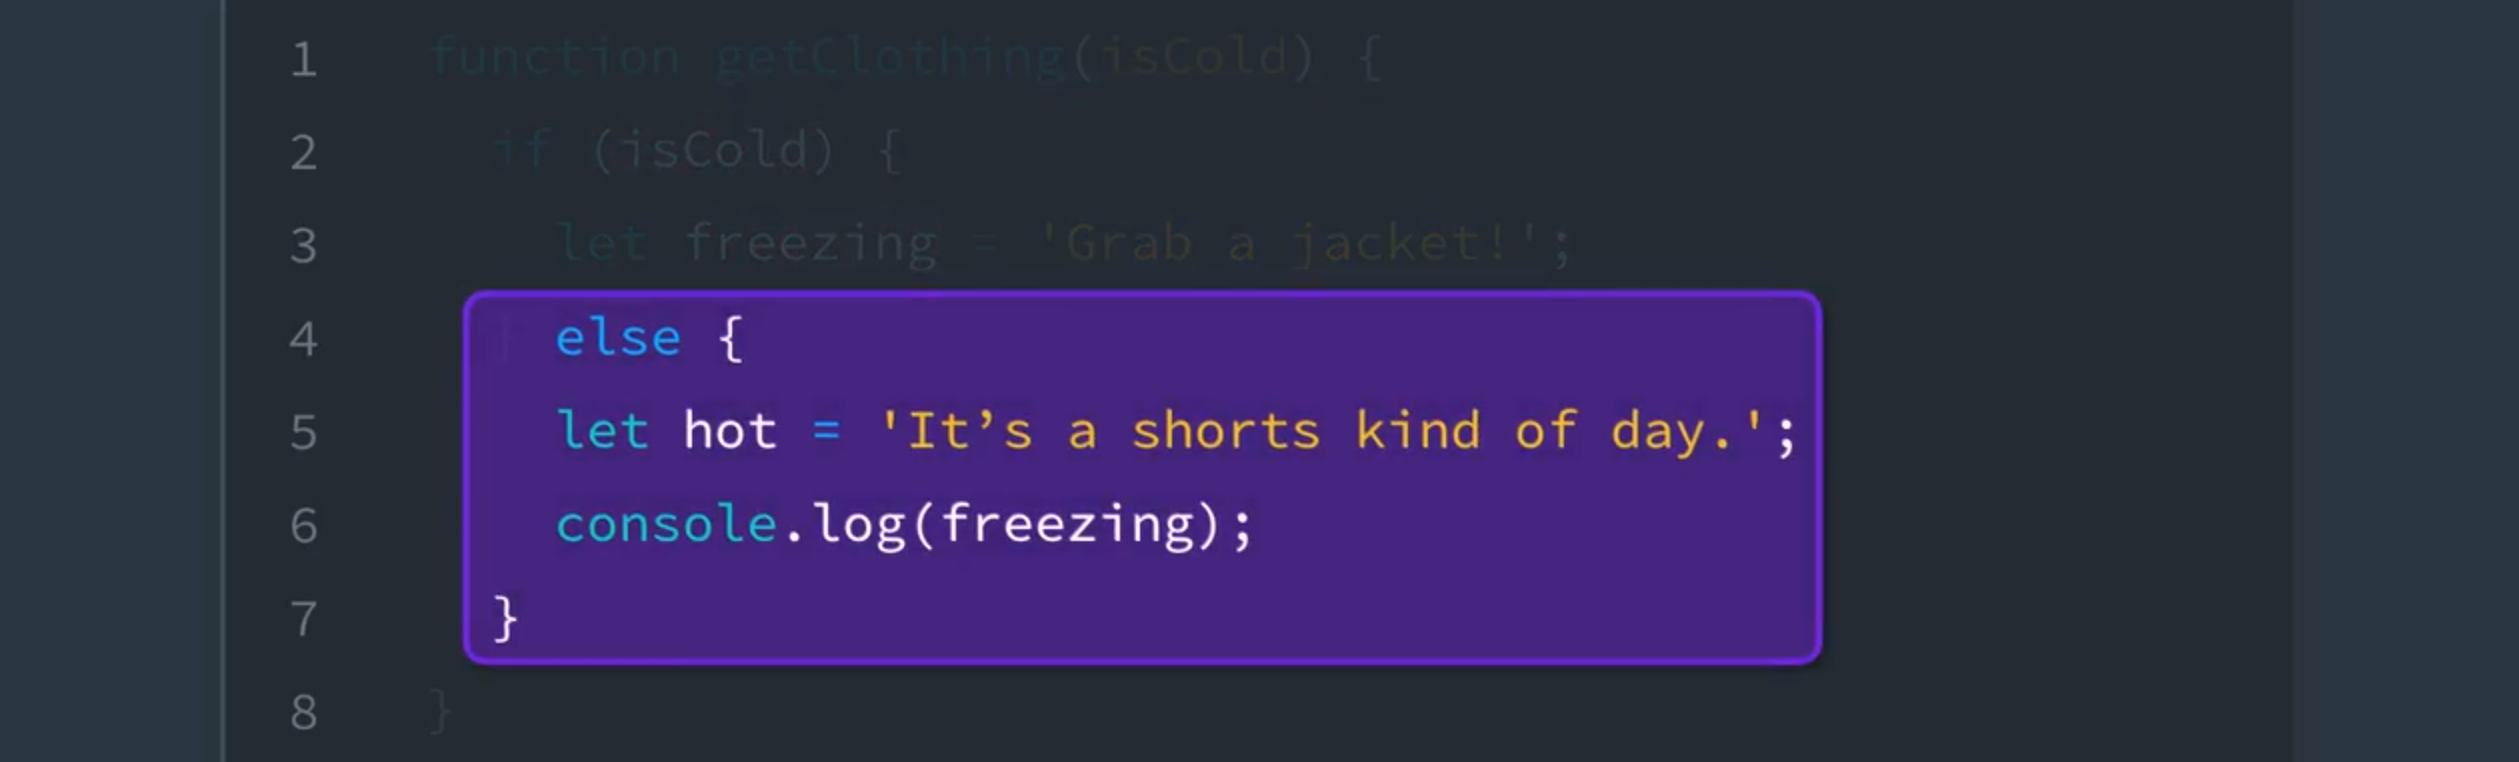 1 function getClothing(isCold) {
2 if (isCold) {
3 let freezing = 'Grab a jacket!';
4 } else {
5 let hot = 'It’s a shorts kind of day.';
6 console.log(freezing);
7 }
8 }